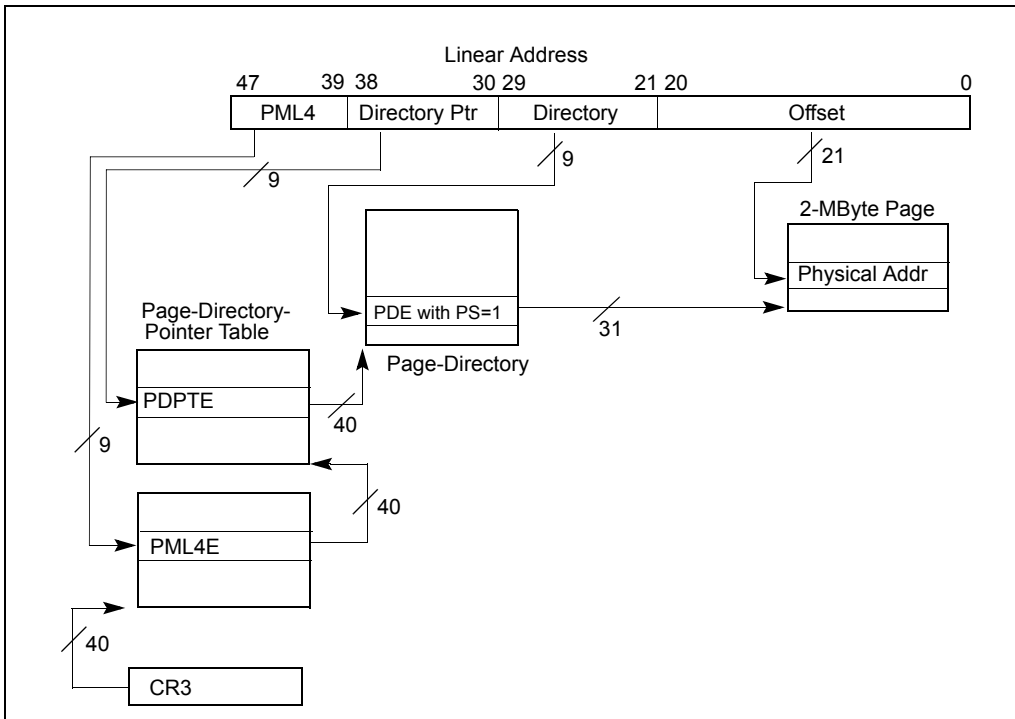 Linear Address
47 39 38 30 29 21 20 0
PML4 Directory Ptr Directory Offset
9 9 21
2-MByte Page
Physical Addr
PDE with PS=1
31
Page-Directory-
Pointer Table
Page-Directory
PDPTE
40
9
40
PML4E
40
CR3